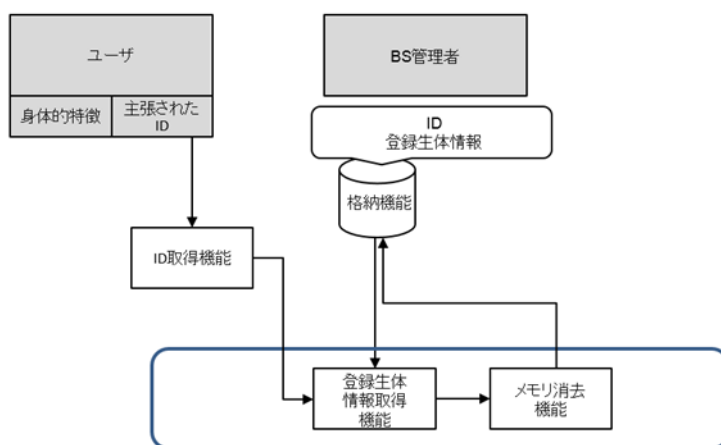 ユーザ
BS管理者
身体的特徴
主張された
ID
ID
登録生体情報
格納機能
ID取得機能
登録生体
情報取得
機能
メモリ消去
機能